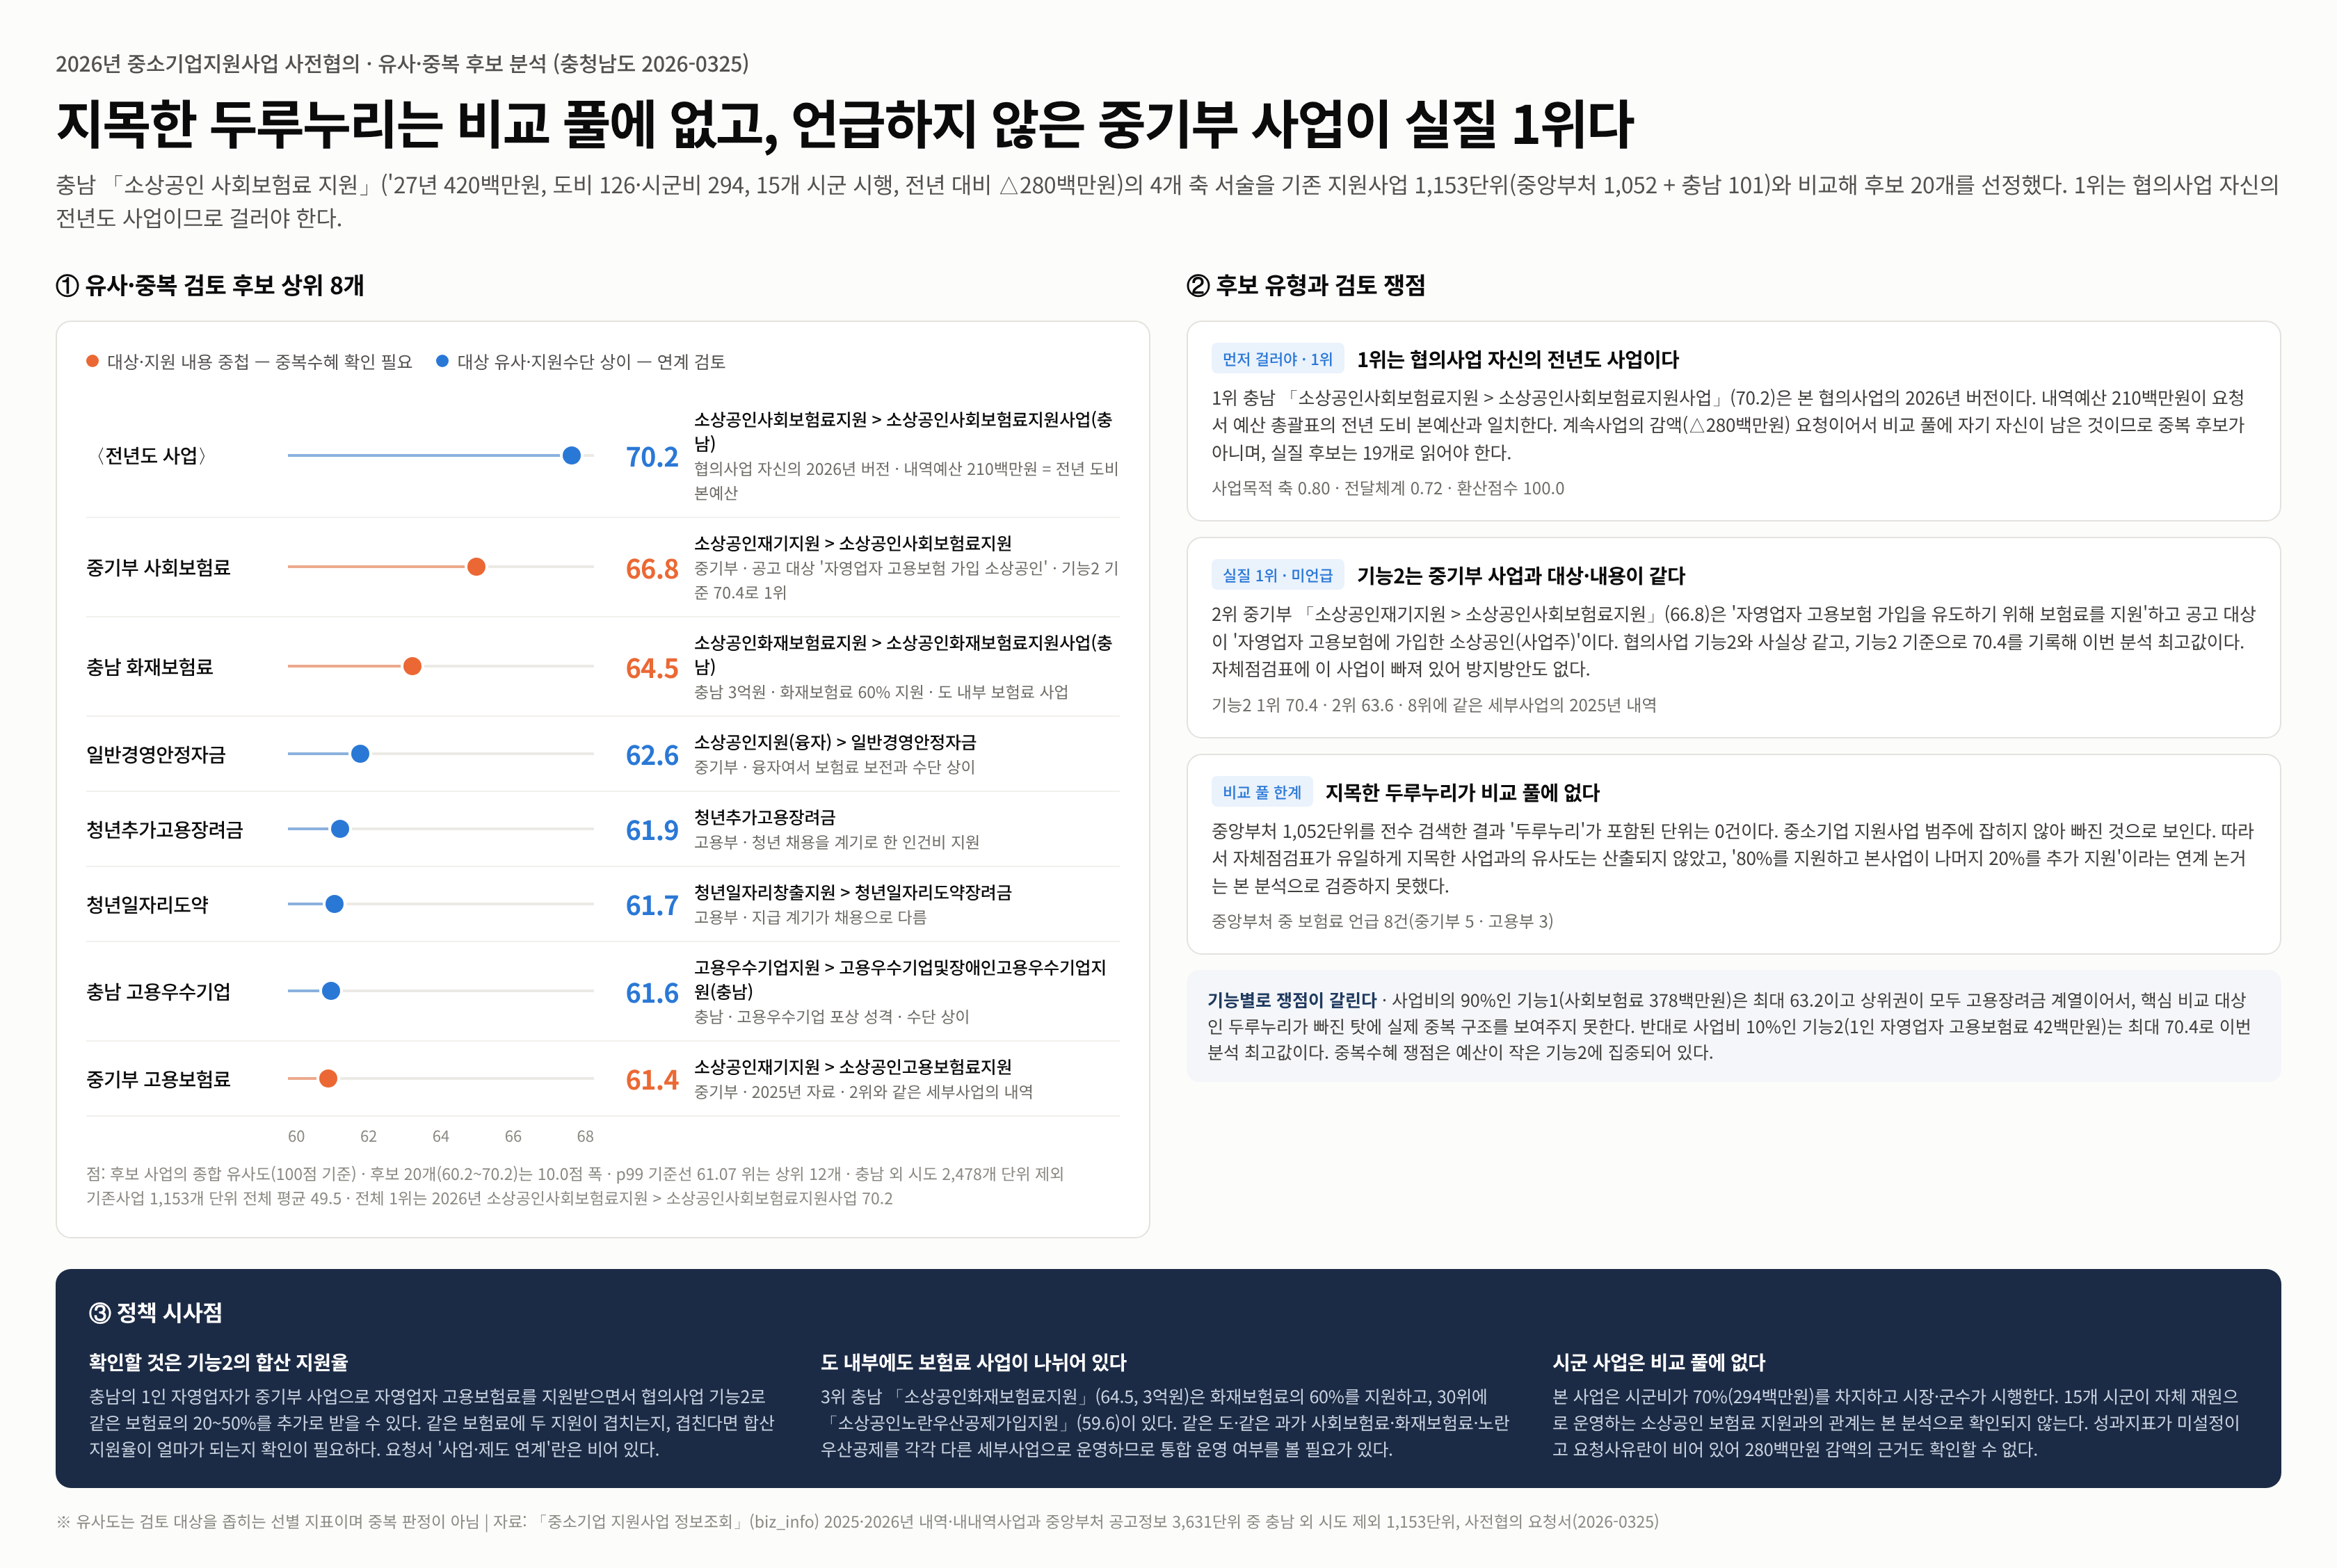 2026년 중소기업지원사업 사전협의 · 유사·중복 후보 분석 (충청남도 2026-0325)
지목한 두루누리는 비교 풀에 없고, 언급하지 않은 중기부 사업이 실질 1위다
충남 「소상공인 사회보험료 지원」('27년 420백만원, 도비 126·시군비 294, 15개 시군 시행, 전년 대비 △280백만원)의 4개 축 서술을 기존 지원사업 1,153단위(중앙부처 1,052 + 충남 101)와 비교해 후보 20개를 선정했다. 1위는 협의사업 자신의
전년도 사업이므로 걸러야 한다.
① 유사·중복 검토 후보 상위 8개
대상·지원 내용 중첩 — 중복수혜 확인 필요
대상 유사·지원수단 상이 — 연계 검토
〈전년도 사업〉
70.2
소상공인사회보험료지원 > 소상공인사회보험료지원사업(충
남)
협의사업 자신의 2026년 버전 · 내역예산 210백만원 = 전년 도비
본예산
중기부 사회보험료
66.8
소상공인재기지원 > 소상공인사회보험료지원
중기부 · 공고 대상 '자영업자 고용보험 가입 소상공인' · 기능2 기
준 70.4로 1위
충남 화재보험료
64.5
소상공인화재보험료지원 > 소상공인화재보험료지원사업(충
남)
충남 3억원 · 화재보험료 60% 지원 · 도 내부 보험료 사업
일반경영안정자금
62.6
소상공인지원(융자) > 일반경영안정자금
중기부 · 융자여서 보험료 보전과 수단 상이
청년추가고용장려금
61.9
청년추가고용장려금
고용부 · 청년 채용을 계기로 한 인건비 지원
청년일자리도약
61.7
청년일자리창출지원 > 청년일자리도약장려금
고용부 · 지급 계기가 채용으로 다름
충남 고용우수기업
61.6
고용우수기업지원 > 고용우수기업및장애인고용우수기업지
원(충남)
충남 · 고용우수기업 포상 성격 · 수단 상이
중기부 고용보험료
61.4
소상공인재기지원 > 소상공인고용보험료지원
중기부 · 2025년 자료 · 2위와 같은 세부사업의 내역
60 62 64 66 68
점: 후보 사업의 종합 유사도(100점 기준) · 후보 20개(60.2~70.2)는 10.0점 폭 · p99 기준선 61.07 위는 상위 12개 · 충남 외 시도 2,478개 단위 제외
기존사업 1,153개 단위 전체 평균 49.5 · 전체 1위는 2026년 소상공인사회보험료지원 > 소상공인사회보험료지원사업 70.2
② 후보 유형과 검토 쟁점
먼저 걸러야 · 1위
1위는 협의사업 자신의 전년도 사업이다
1위 충남 「소상공인사회보험료지원 > 소상공인사회보험료지원사업」(70.2)은 본 협의사업의 2026년 버전이다. 내역예산 210백만원이 요청
서 예산 총괄표의 전년 도비 본예산과 일치한다. 계속사업의 감액(△280백만원) 요청이어서 비교 풀에 자기 자신이 남은 것이므로 중복 후보가
아니며, 실질 후보는 19개로 읽어야 한다.
사업목적 축 0.80 · 전달체계 0.72 · 환산점수 100.0
실질 1위 · 미언급
기능2는 중기부 사업과 대상·내용이 같다
2위 중기부 「소상공인재기지원 > 소상공인사회보험료지원」(66.8)은 '자영업자 고용보험 가입을 유도하기 위해 보험료를 지원'하고 공고 대상
이 '자영업자 고용보험에 가입한 소상공인(사업주)'이다. 협의사업 기능2와 사실상 같고, 기능2 기준으로 70.4를 기록해 이번 분석 최고값이다.
자체점검표에 이 사업이 빠져 있어 방지방안도 없다.
기능2 1위 70.4 · 2위 63.6 · 8위에 같은 세부사업의 2025년 내역
비교 풀 한계
지목한 두루누리가 비교 풀에 없다
중앙부처 1,052단위를 전수 검색한 결과 '두루누리'가 포함된 단위는 0건이다. 중소기업 지원사업 범주에 잡히지 않아 빠진 것으로 보인다. 따라
서 자체점검표가 유일하게 지목한 사업과의 유사도는 산출되지 않았고, '80%를 지원하고 본사업이 나머지 20%를 추가 지원'이라는 연계 논거
는 본 분석으로 검증하지 못했다.
중앙부처 중 보험료 언급 8건(중기부 5 · 고용부 3)
기능별로 쟁점이 갈린다 · 사업비의 90%인 기능1(사회보험료 378백만원)은 최대 63.2이고 상위권이 모두 고용장려금 계열이어서, 핵심 비교 대상
인 두루누리가 빠진 탓에 실제 중복 구조를 보여주지 못한다. 반대로 사업비 10%인 기능2(1인 자영업자 고용보험료 42백만원)는 최대 70.4로 이번
분석 최고값이다. 중복수혜 쟁점은 예산이 작은 기능2에 집중되어 있다.
③ 정책 시사점
확인할 것은 기능2의 합산 지원율
충남의 1인 자영업자가 중기부 사업으로 자영업자 고용보험료를 지원받으면서 협의사업 기능2로
같은 보험료의 20~50%를 추가로 받을 수 있다. 같은 보험료에 두 지원이 겹치는지, 겹친다면 합산
지원율이 얼마가 되는지 확인이 필요하다. 요청서 '사업·제도 연계'란은 비어 있다.
도 내부에도 보험료 사업이 나뉘어 있다
3위 충남 「소상공인화재보험료지원」(64.5, 3억원)은 화재보험료의 60%를 지원하고, 30위에
「소상공인노란우산공제가입지원」(59.6)이 있다. 같은 도·같은 과가 사회보험료·화재보험료·노란
우산공제를 각각 다른 세부사업으로 운영하므로 통합 운영 여부를 볼 필요가 있다.
시군 사업은 비교 풀에 없다
본 사업은 시군비가 70%(294백만원)를 차지하고 시장·군수가 시행한다. 15개 시군이 자체 재원으
로 운영하는 소상공인 보험료 지원과의 관계는 본 분석으로 확인되지 않는다. 성과지표가 미설정이
고 요청사유란이 비어 있어 280백만원 감액의 근거도 확인할 수 없다.
※ 유사도는 검토 대상을 좁히는 선별 지표이며 중복 판정이 아님 | 자료: 「중소기업 지원사업 정보조회」(biz_info) 2025·2026년 내역·내내역사업과 중앙부처 공고정보 3,631단위 중 충남 외 시도 제외 1,153단위, 사전협의 요청서(2026-0325)